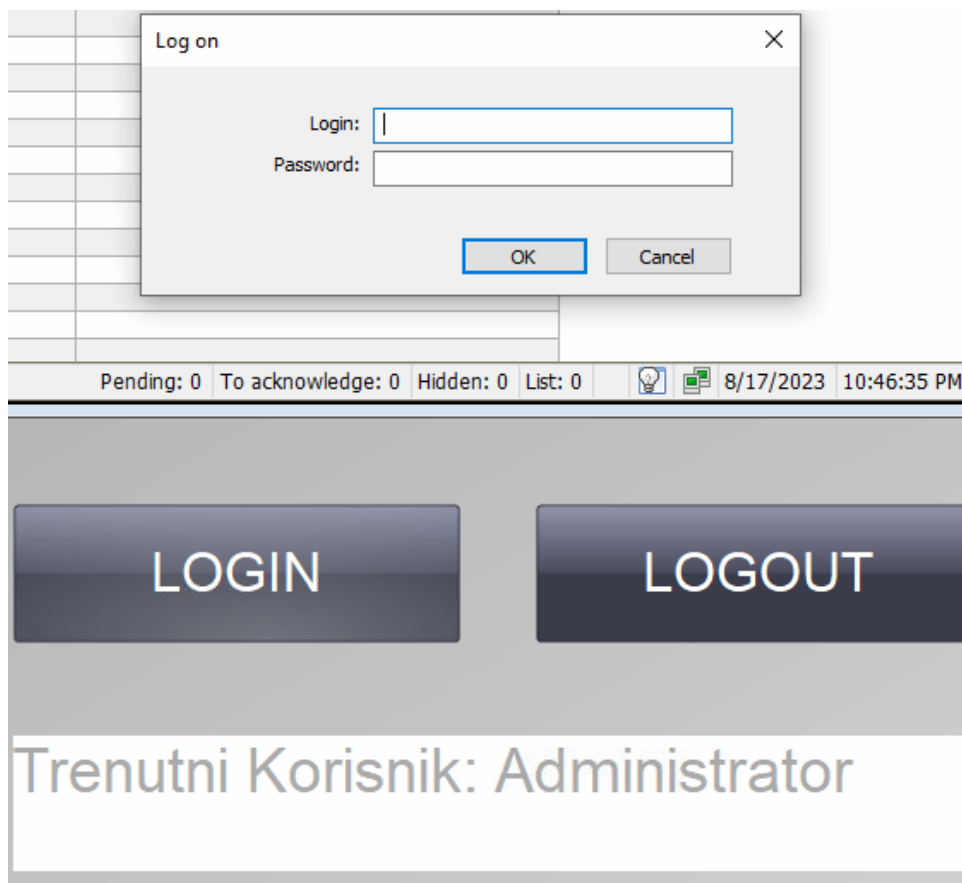 Log on
Login:
Password:
OK Cancel
Pending: 0 To acknowledge: 0 Hidden: 0 List: 0 8/17/2023 10:46:35 PM
LOGIN LOGOUT
Trenutni Korisnik: Administrator